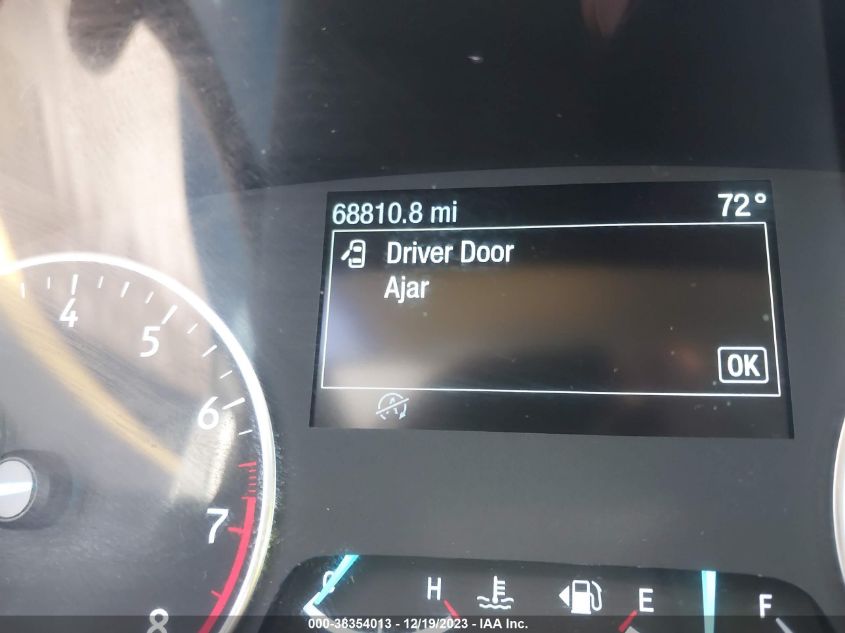 68810.8 mi 72°
Driver Door
Ajar
OK
4
5
6
7
8
C H E F
000-38354013 - 12/19/2023 - IAA Inc.